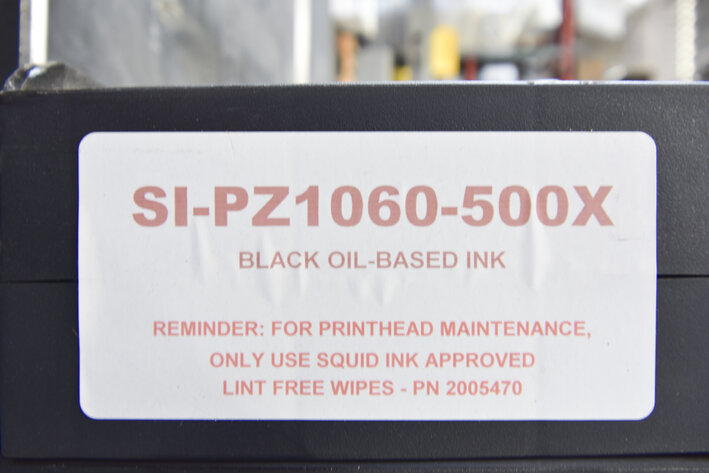 SI-PZ1060-500X
BLACK OIL-BASED INK
REMINDER: FOR PRINTHEAD MAINTENANCE,
ONLY USE SQUID INK APPROVED
LINT FREE WIPES - PN 2005470